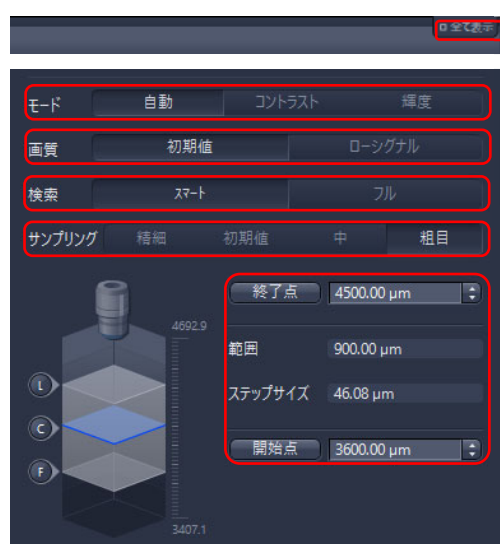 全て表示
モード 自動 コントラスト 輝度
画質 初期値 ローシグナル
検索 スマート フル
サンプリング 精細 初期値 中 粗目
終了点 4500.00 µm
4692.9
範囲 900.00 µm
L
ステップサイズ 46.08 µm
C
開始点 3600.00 µm
F
3407.1